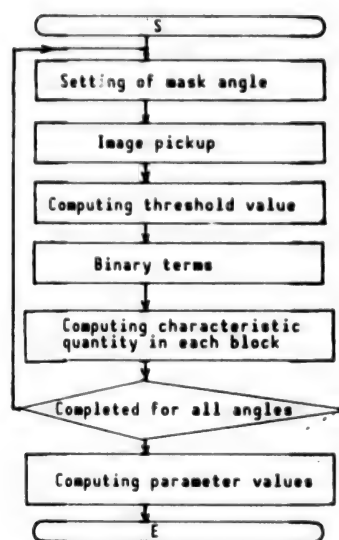 S
Setting of mask angle
Image pickup
Computing threshold value
Binary terms
Computing characteristic
quantity in each block
Completed for all angles
Computing parameter values
E